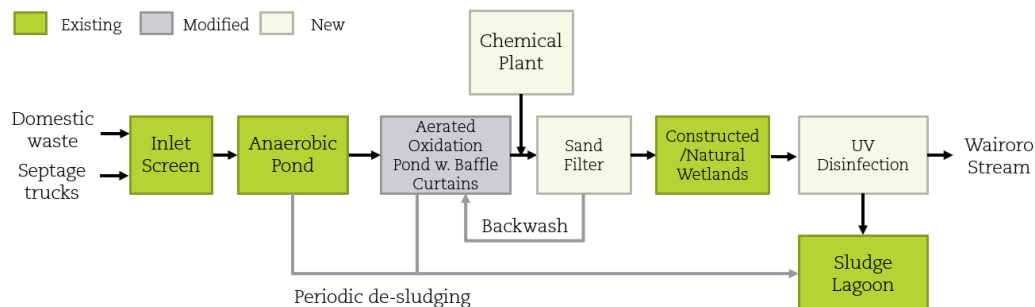 Existing
Modified
New
Chemical
Plant
Domestic
waste
Septage
trucks
Inlet
Screen
Anaerobic
Pond
Aerated
Oxidation
Pond w. Baffle
Curtains
Sand
Filter
Constructed
/Natural
Wetlands
UV
Disinfection
Wairoro
Stream
Backwash
Sludge
Lagoon
Periodic de-sludging